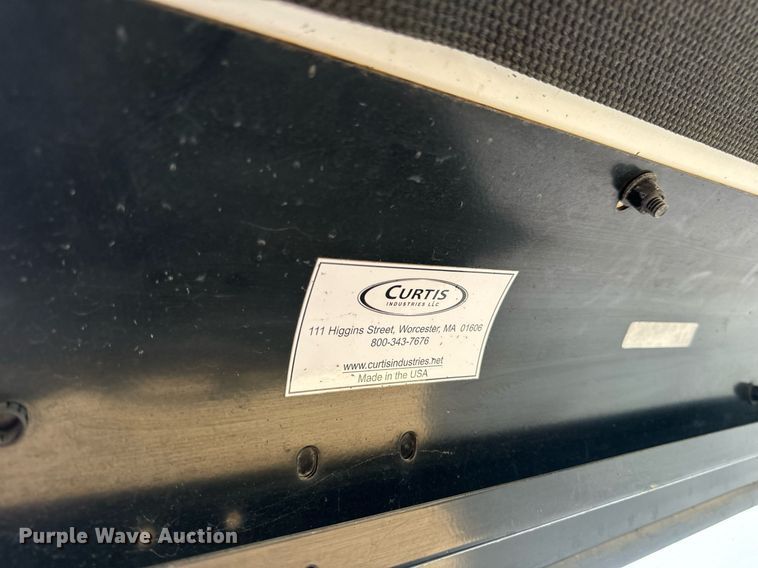 CURTIS
INDUSTRIES LLC
111 Higgins Street, Worcester, MA 01606
800-343-7676
www.curtisindustries.net
Made in the USA
Purple Wave Auction